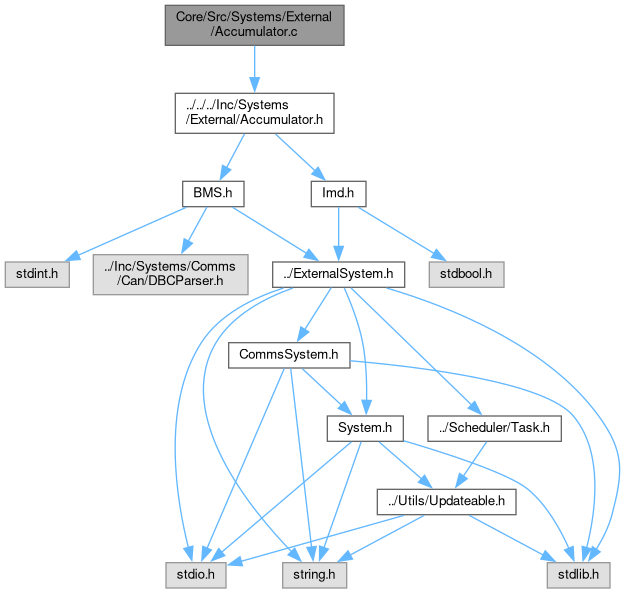 Core/Src/Systems/External
/Accumulator.c
../../../Inc/Systems
/External/Accumulator.h
BMS.h
Imd.h
stdint.h
../Inc/Systems/Comms
/Can/DBCParser.h
../ExternalSystem.h
stdbool.h
CommsSystem.h
System.h
../Scheduler/Task.h
../Utils/Updateable.h
stdio.h
string.h
stdlib.h